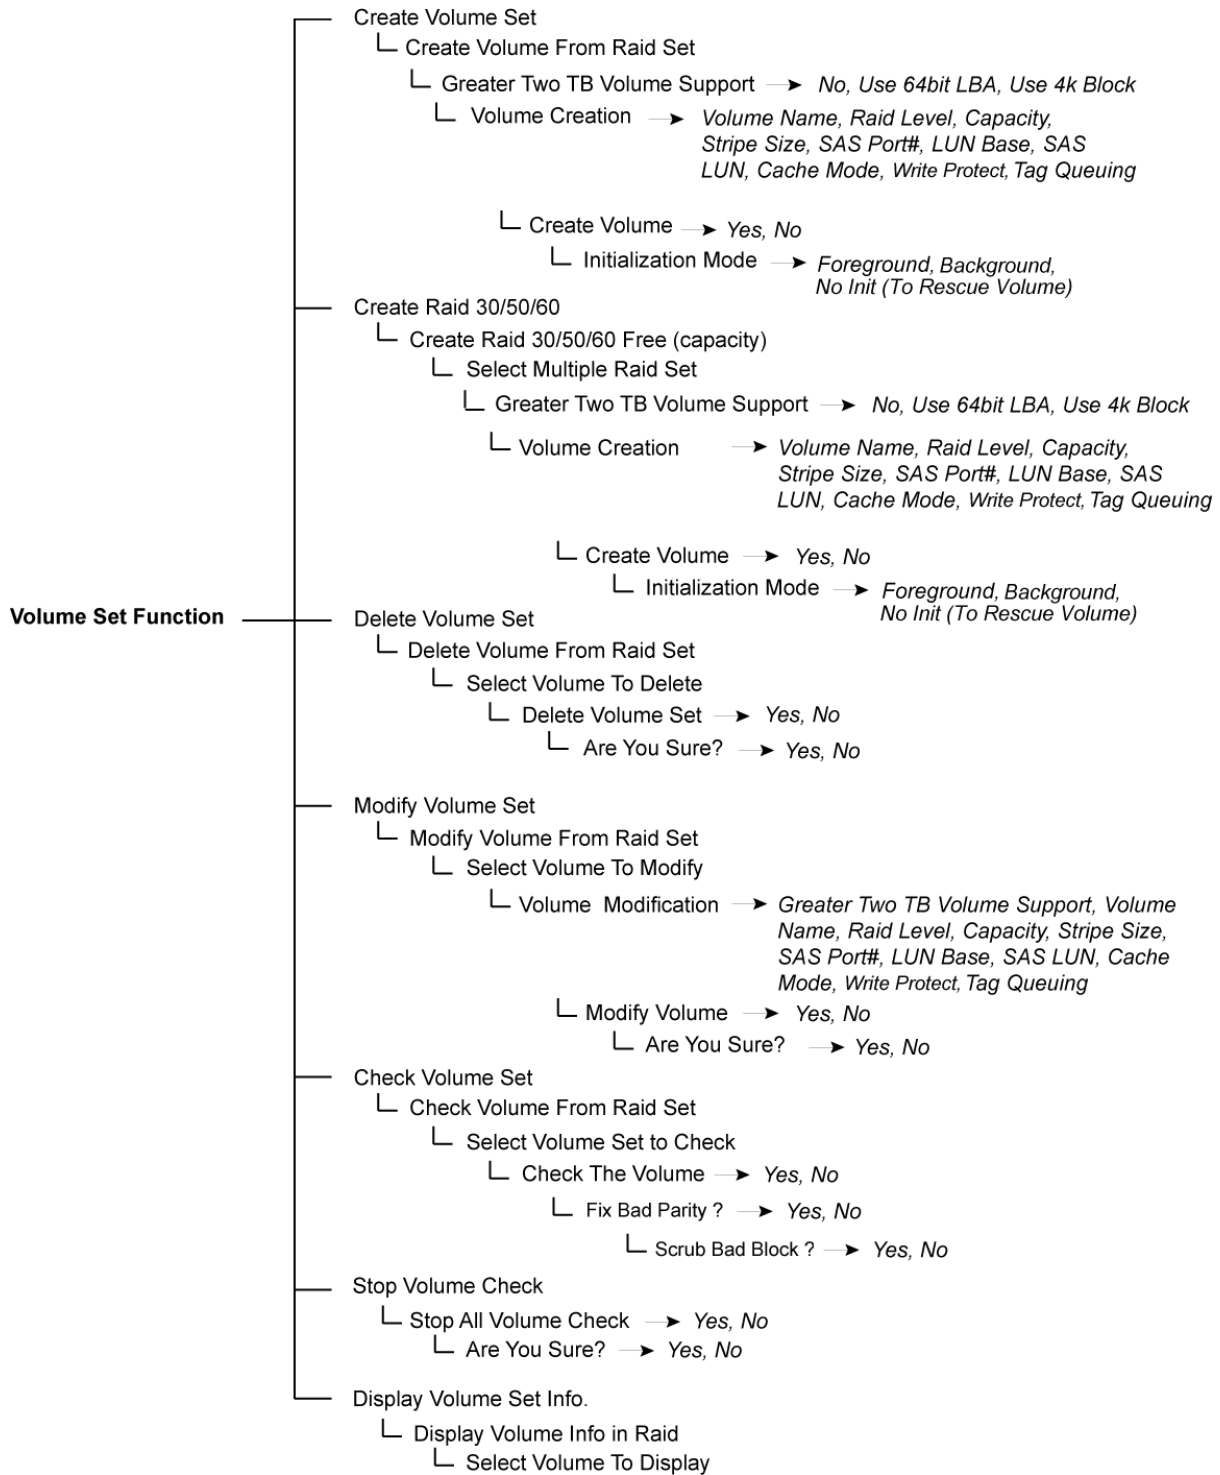 Create Volume Set
Create Volume From Raid Set
Greater Two TB Volume Support No, Use 64bit LBA, Use 4k Block
Volume Creation Volume Name, Raid Level, Capacity,
Stripe Size, SAS Port#, LUN Base, SAS
LUN, Cache Mode, Write Protect, Tag Queuing
Create Volume Yes, No
Initialization Mode Foreground, Background,
No Init (To Rescue Volume)
Create Raid 30/50/60
Create Raid 30/50/60 Free (capacity)
Select Multiple Raid Set
Greater Two TB Volume Support No, Use 64bit LBA, Use 4k Block
Volume Creation Volume Name, Raid Level, Capacity,
Stripe Size, SAS Port#, LUN Base, SAS
LUN, Cache Mode, Write Protect, Tag Queuing
Create Volume Yes, No
Initialization Mode Foreground, Background,
No Init (To Rescue Volume)
Volume Set Function
Delete Volume Set
Delete Volume From Raid Set
Select Volume To Delete
Delete Volume Set Yes, No
Are You Sure? Yes, No
Modify Volume Set
Modify Volume From Raid Set
Select Volume To Modify
Volume Modification Greater Two TB Volume Support, Volume
Name, Raid Level, Capacity, Stripe Size,
SAS Port#, LUN Base, SAS LUN, Cache
Mode, Write Protect, Tag Queuing
Modify Volume Yes, No
Are You Sure? Yes, No
Check Volume Set
Check Volume From Raid Set
Select Volume Set to Check
Check The Volume Yes, No
Fix Bad Parity ? Yes, No
Scrub Bad Block ? Yes, No
Stop Volume Check
Stop All Volume Check Yes, No
Are You Sure? Yes, No
Display Volume Set Info.
Display Volume Info in Raid
Select Volume To Display